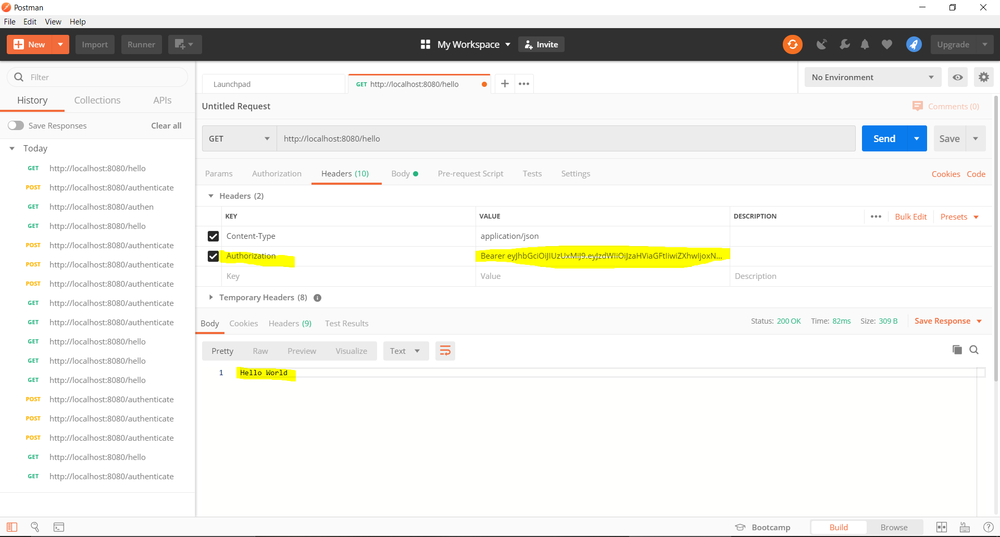 Postman
File Edit View Help
New Import Runner My Workspace Invite Upgrade
Filter
History Collections APIs
Save Responses Clear all
Today
GET http://localhost:8080/hello
POST http://localhost:8080/authenticate
GET http://localhost:8080/authen
GET http://localhost:8080/hello
POST http://localhost:8080/authenticate
POST http://localhost:8080/authenticate
POST http://localhost:8080/authenticate
GET http://localhost:8080/authenticate
GET http://localhost:8080/authenticate
GET http://localhost:8080/hello
GET http://localhost:8080/hello
GET http://localhost:8080/hello
POST http://localhost:8080/authenticate
POST http://localhost:8080/authenticate
POST http://localhost:8080/authenticate
GET http://localhost:8080/hello
GET http://localhost:8080/authenticate
Launchpad GET http://localhost:8080/hello No Environment
Untitled Request Comments (0)
GET http://localhost:8080/hello Send Save
Params Authorization Headers (10) Body Pre-request Script Tests Settings Cookies Code
Headers (2)
KEY VALUE DESCRIPTION Bulk Edit Presets
Content-Type application/json
Authorization Bearer eyJhbGciOiJIUzUxMiJ9.eyJzdWIiOiJzaHViaGFtIiwiZXhwIjoxN...
Key Value Description
Temporary Headers (8)
Body Cookies Headers (9) Test Results Status: 200 OK Time: 82ms Size: 309 B Save Response
Pretty Raw Preview Visualize Text
1 Hello World
Bootcamp Build Browse